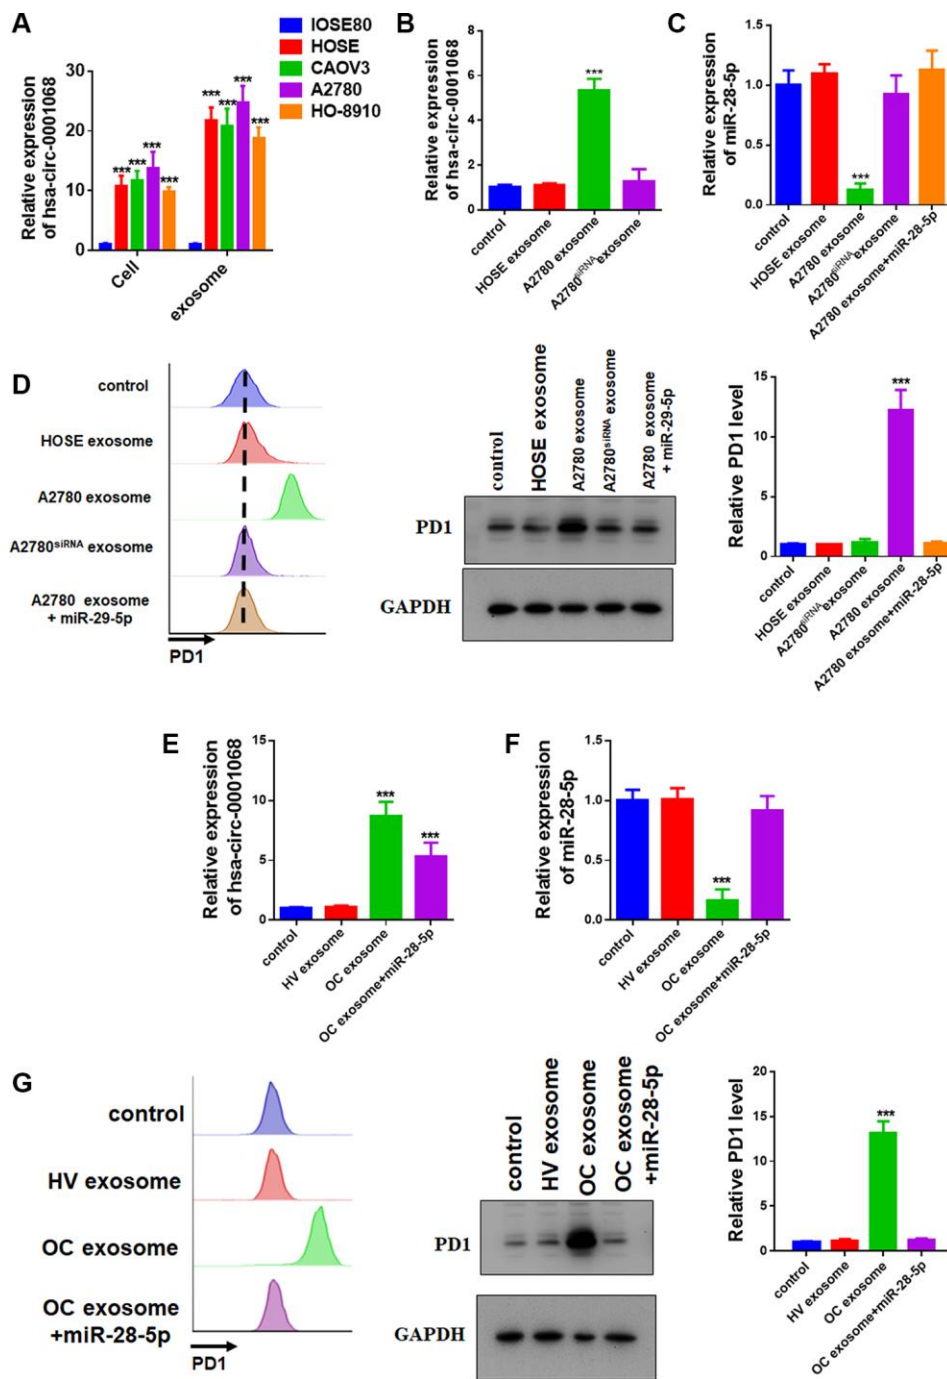 A
IOSE80
HOSE
CAOV3
A2780
HO-8910
Relative expression
of hsa-circ-0001068
30
20
10
0
***
***
***
***
***
***
***
***
Cell
exosome
B
Relative expression
of hsa-circ-0001068
8
6
4
2
0
***
control
HOSE exosome
A2780 exosome
A2780siRNA exosome
C
Relative expression
of miR-28-5p
1.5
1.0
0.5
0.0
***
control
HOSE exosome
A2780 exosome
A2780siRNA exosome
A2780 exosome+miR-28-5p
D
control
HOSE exosome
A2780 exosome
A2780siRNA exosome
A2780 exosome
+ miR-29-5p
PD1
control
HOSE exosome
A2780 exosome
A2780siRNA exosome
A2780 exosome
+ miR-29-5p
PD1
GAPDH
Relative PD1 level
15
10
5
0
***
control
HOSE exosome
A2780siRNA exosome
A2780 exosome
A2780 exosome+miR-28-5p
E
Relative expression
of hsa-circ-0001068
15
10
5
0
***
***
control
HV exosome
OC exosome
OC exosome+miR-28-5p
F
Relative expression
of miR-28-5p
1.5
1.0
0.5
0.0
***
control
HV exosome
OC exosome
OC exosome+miR-28-5p
G
control
HV exosome
OC exosome
OC exosome
+miR-28-5p
PD1
control
HV exosome
OC exosome
OC exosome
+miR-28-5p
PD1
GAPDH
Relative PD1 level
20
15
10
5
0
***
control
HV exosome
OC exosome
OC exosome+miR-28-5p